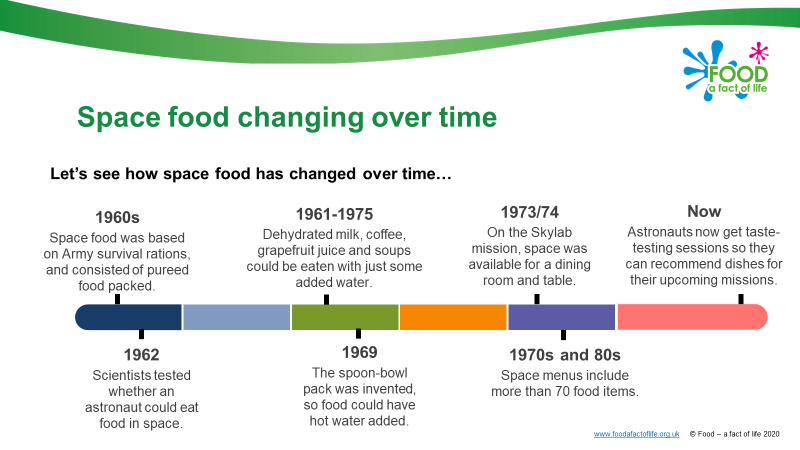 FOOD
a fact of life
Space food changing over time
Let's see how space food has changed over time…
1960s
Space food was based
on Army survival rations,
and consisted of pureed
food packed.
1961-1975
Dehydrated milk, coffee,
grapefruit juice and soups
could be eaten with just some
added water.
1973/74
On the Skylab
mission, space was
available for a dining
room and table.
Now
Astronauts now get taste-
testing sessions so they
can recommend dishes for
their upcoming missions.
1962
Scientists tested
whether an
astronaut could eat
food in space.
1969
The spoon-bowl
pack was invented,
so food could have
hot water added.
1970s and 80s
Space menus include
more than 70 food items.
www.foodafactoflife.org.uk © Food – a fact of life 2020